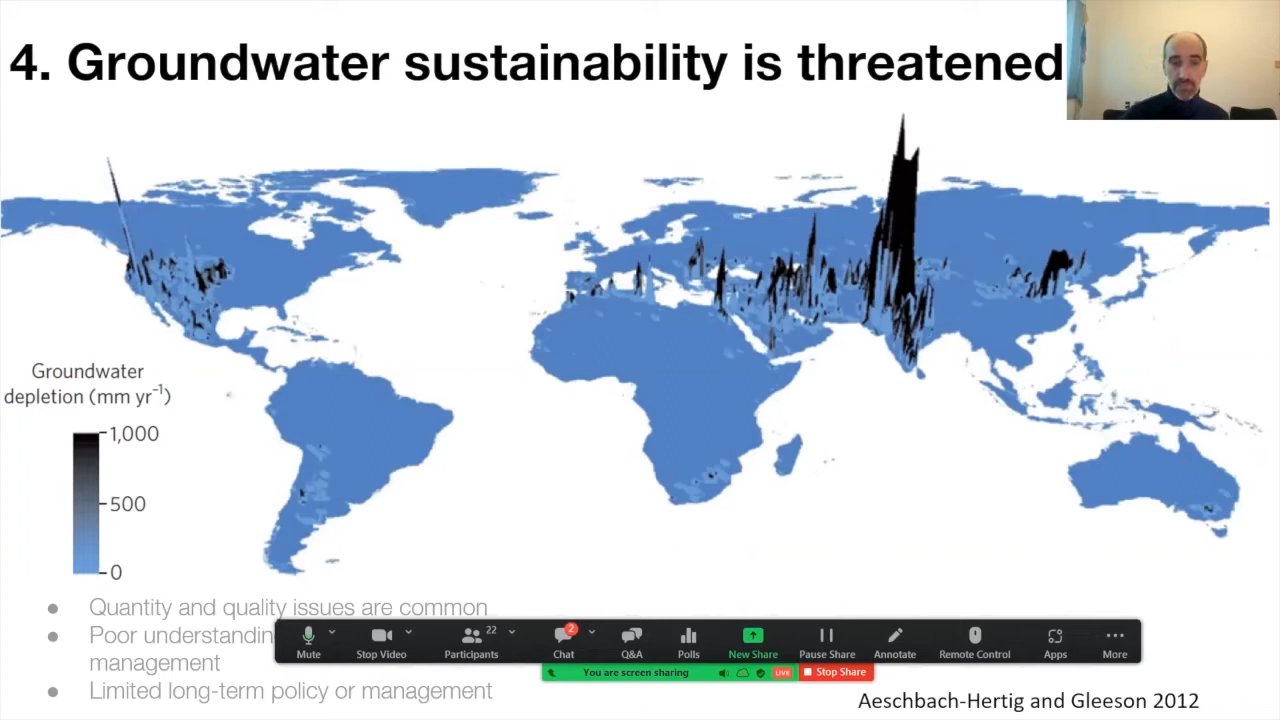 4. Groundwater sustainability is threatened
Groundwater
depletion (mm yr⁻¹)
1,000
500
0
● Quantity and quality issues are common
● Poor understandin
management
● Limited long-term policy or management
22
2
Mute
Stop Video
Participants
Chat
Q&A
Polls
New Share
Pause Share
Annotate
Remote Control
Apps
More
You are screen sharing
LIVE
Stop Share
Aeschbach-Hertig and Gleeson 2012